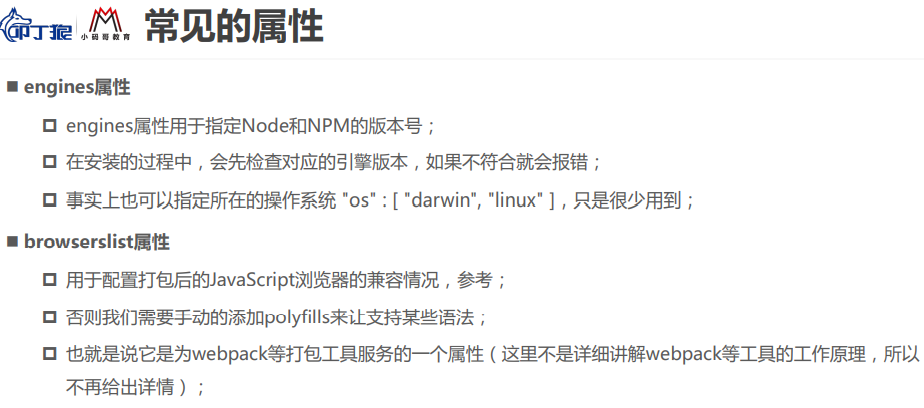 叩丁狼 小码哥教育 常见的属性
■ engines属性
engines属性用于指定Node和NPM的版本号；
在安装的过程中，会先检查对应的引擎版本，如果不符合就会报错；
事实上也可以指定所在的操作系统 "os" : [ "darwin", "linux" ]，只是很少用到；
■ browserslist属性
用于配置打包后的JavaScript浏览器的兼容情况，参考；
否则我们需要手动的添加polyfills来让支持某些语法；
也就是说它是为webpack等打包工具服务的一个属性（这里不是详细讲解webpack等工具的工作原理，所以
不再给出详情）；